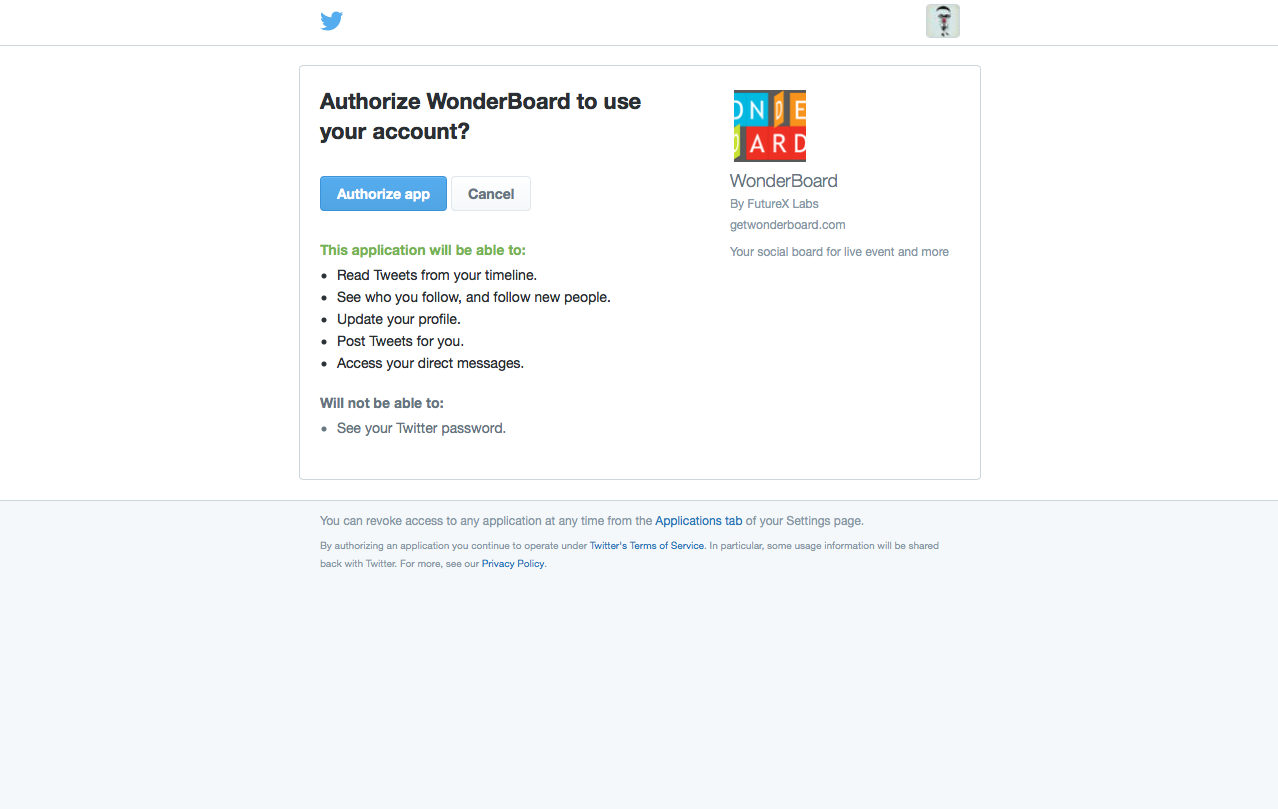 Authorize WonderBoard to use
your account?
Authorize app
Cancel
This application will be able to:
Read Tweets from your timeline.
See who you follow, and follow new people.
Update your profile.
Post Tweets for you.
Access your direct messages.
Will not be able to:
See your Twitter password.
ONDE
OARD
WonderBoard
By FutureX Labs
getwonderboard.com
Your social board for live event and more
You can revoke access to any application at any time from the Applications tab of your Settings page.
By authorizing an application you continue to operate under Twitter's Terms of Service. In particular, some usage information will be shared
back with Twitter. For more, see our Privacy Policy.